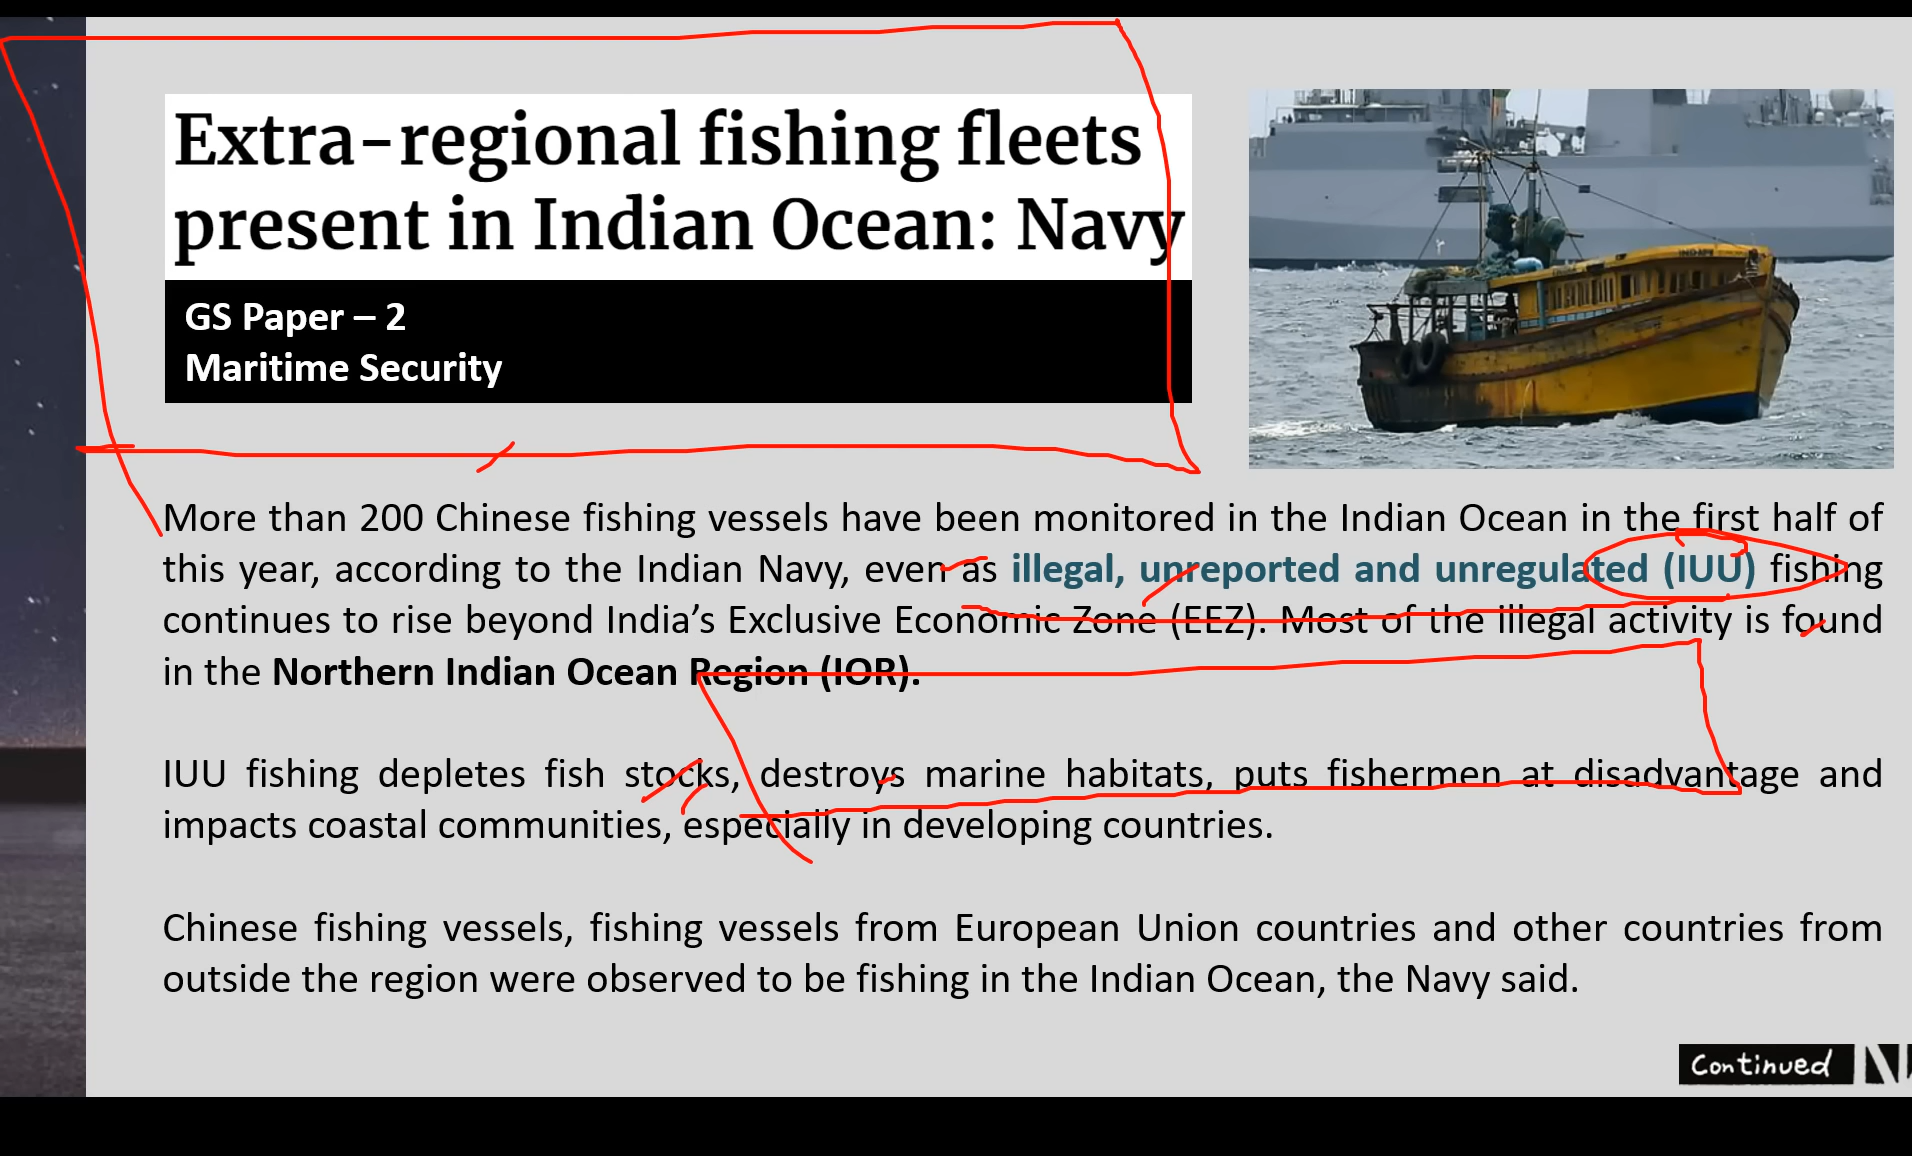 Extra-regional fishing fleets
present in Indian Ocean: Navy
GS Paper – 2
Maritime Security
More than 200 Chinese fishing vessels have been monitored in the Indian Ocean in the first half of
this year, according to the Indian Navy, even as illegal, unreported and unregulated (IUU) fishing
continues to rise beyond India’s Exclusive Economic Zone (EEZ). Most of the illegal activity is found
in the Northern Indian Ocean Region (IOR).
IUU fishing depletes fish stocks, destroys marine habitats, puts fishermen at disadvantage and
impacts coastal communities, especially in developing countries.
Chinese fishing vessels, fishing vessels from European Union countries and other countries from
outside the region were observed to be fishing in the Indian Ocean, the Navy said.
Continued